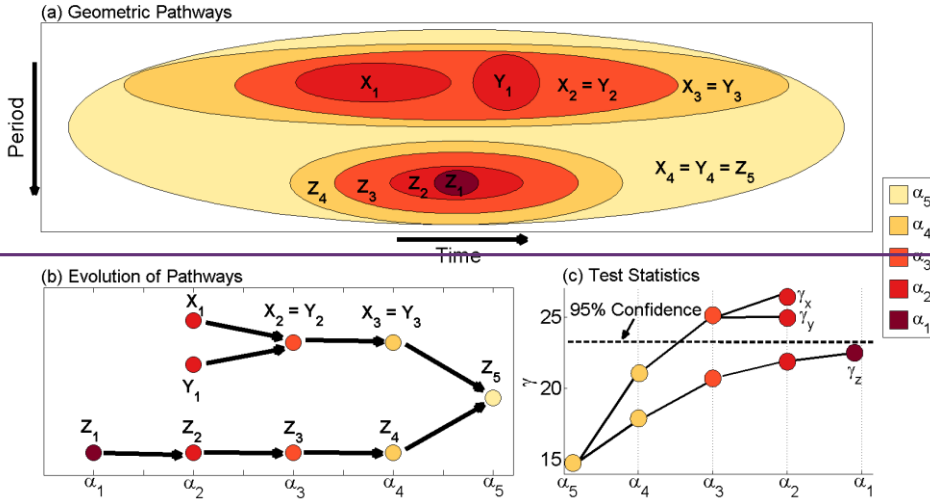 (a) Geometric Pathways
Period
X₁
Y₁
X₂ = Y₂
X₃ = Y₃
Z₄
Z₃
Z₂
Z₁
X₄ = Y₄ = Z₅
Time
α₅
α₄
α₃
α₂
α₁
(b) Evolution of Pathways
X₁
X₂ = Y₂
X₃ = Y₃
Y₁
Z₅
Z₁
Z₂
Z₃
Z₄
α₁
α₂
α₃
α₄
α₅
(c) Test Statistics
γ
25
20
15
95% Confidence
γₓ
γᵧ
γ_z
α₅
α₄
α₃
α₂
α₁